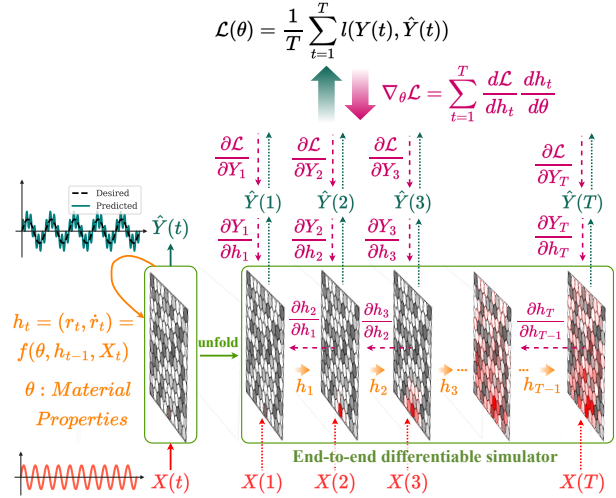 ℒ(θ) = 1/T ∑_{t=1}^{T} l(Y(t), Ŷ(t))
∇_θℒ = ∑_{t=1}^{T} dℒ/dh_t dh_t/dθ
∂ℒ/∂Y_1 ∂ℒ/∂Y_2 ∂ℒ/∂Y_3 ∂ℒ/∂Y_T
Desired
Predicted
Ŷ(t) Ŷ(1) Ŷ(2) Ŷ(3) Ŷ(T)
∂Y_1/∂h_1 ∂Y_2/∂h_2 ∂Y_3/∂h_3 ∂Y_T/∂h_T
h_t = (r_t, ṙ_t) =
f(θ, h_{t-1}, X_t)
θ : Material
Properties
unfold
∂h_2/∂h_1 ∂h_3/∂h_2 ∂h_T/∂h_{T-1}
h_1 h_2 h_3 ... ... h_{T-1}
End-to-end differentiable simulator
X(t) X(1) X(2) X(3) X(T)